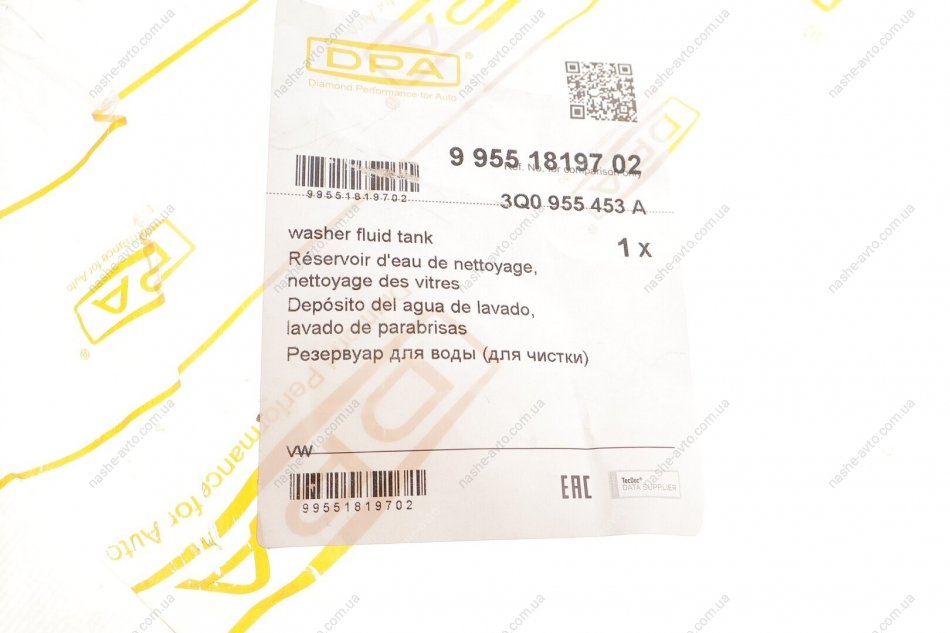 DPA®
Diamond Performance for Auto
9 955 18197 02
Ref. No. for comparison only
99551819702
3Q0 955 453 A
washer fluid tank
1 x
Réservoir d'eau de nettoyage,
nettoyage des vitres
Depósito del agua de lavado,
lavado de parabrisas
Резервуар для воды (для чистки)
VW
99551819702
EAC
TecDoc®
DATA SUPPLIER
nashe-avto.com.ua